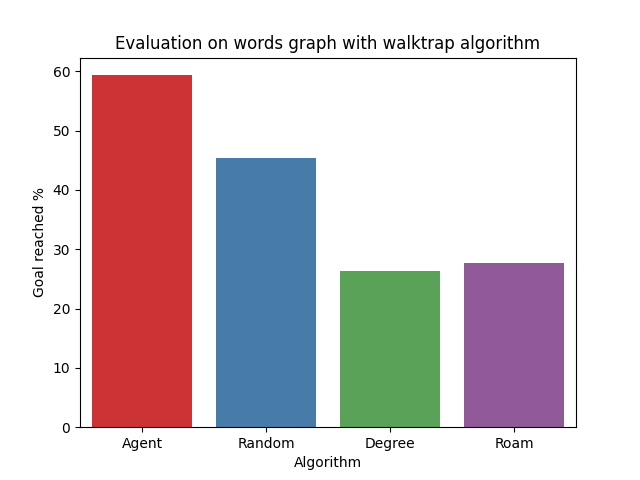 Evaluation on words graph with walktrap algorithm
Goal reached %
60
50
40
30
20
10
0
Agent Random Degree Roam
Algorithm